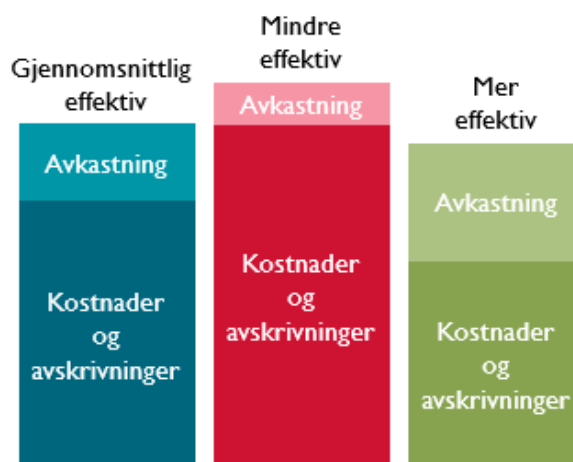 Gjennomsnittlig
effektiv
Avkastning
Kostnader
og
avskrivninger
Mindre
effektiv
Avkastning
Kostnader
og
avskrivninger
Mer
effektiv
Avkastning
Kostnader
og
avskrivninger